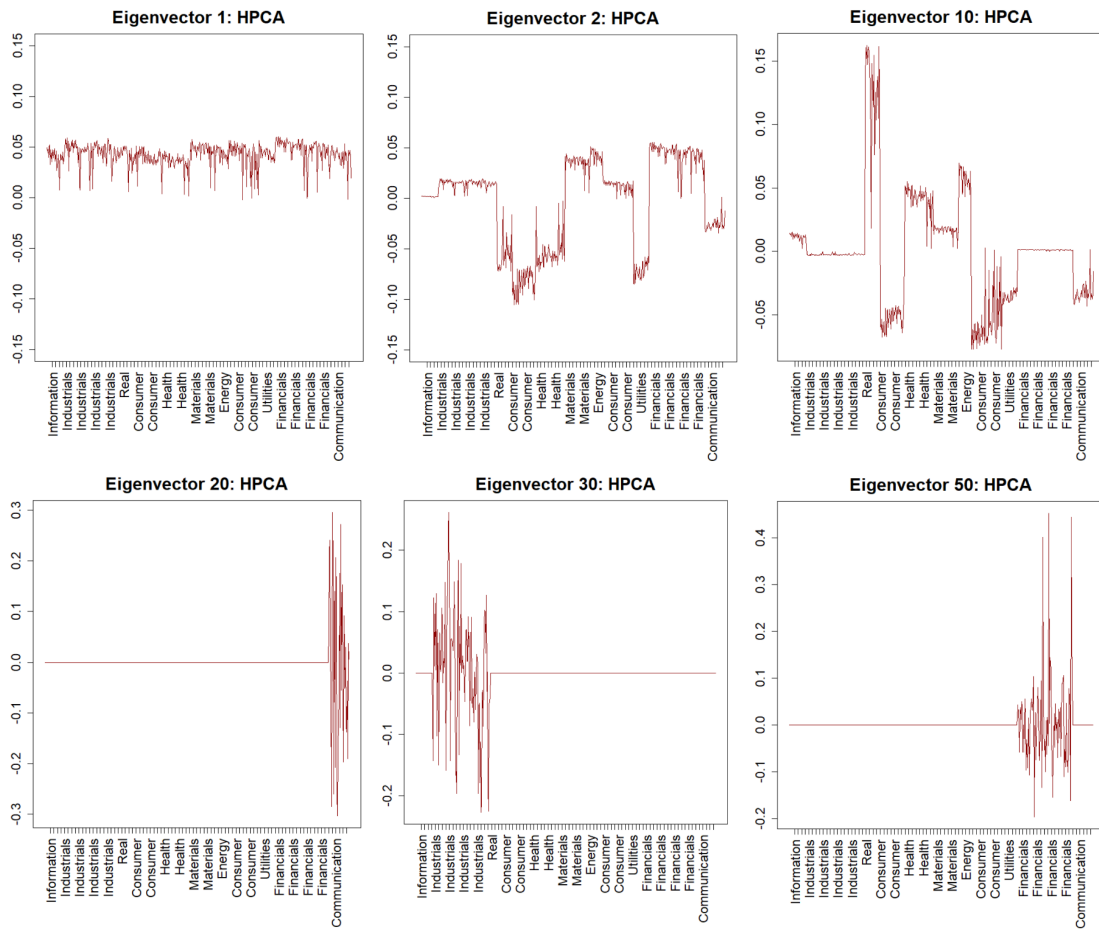 Eigenvector 1: HPCA
0.15
0.10
0.05
0.00
-0.05
-0.10
-0.15
Information
Industrials
Industrials
Industrials
Industrials
Real
Consumer
Consumer
Health
Health
Materials
Materials
Energy
Consumer
Consumer
Utilities
Financials
Financials
Financials
Financials
Communication
Eigenvector 2: HPCA
0.15
0.10
0.05
0.00
-0.05
-0.10
-0.15
Information
Industrials
Industrials
Industrials
Industrials
Real
Consumer
Consumer
Health
Health
Materials
Materials
Energy
Consumer
Consumer
Utilities
Financials
Financials
Financials
Financials
Communication
Eigenvector 10: HPCA
0.15
0.10
0.05
0.00
-0.05
Information
Industrials
Industrials
Industrials
Industrials
Real
Consumer
Consumer
Health
Health
Materials
Materials
Energy
Consumer
Consumer
Utilities
Financials
Financials
Financials
Financials
Communication
Eigenvector 20: HPCA
0.3
0.2
0.1
0.0
-0.1
-0.2
-0.3
Information
Industrials
Industrials
Industrials
Industrials
Real
Consumer
Consumer
Health
Health
Materials
Materials
Energy
Consumer
Consumer
Utilities
Financials
Financials
Financials
Financials
Communication
Eigenvector 30: HPCA
0.2
0.1
0.0
-0.1
-0.2
Information
Industrials
Industrials
Industrials
Industrials
Real
Consumer
Consumer
Health
Health
Materials
Materials
Energy
Consumer
Consumer
Utilities
Financials
Financials
Financials
Financials
Communication
Eigenvector 50: HPCA
0.4
0.3
0.2
0.1
0.0
-0.1
-0.2
Information
Industrials
Industrials
Industrials
Industrials
Real
Consumer
Consumer
Health
Health
Materials
Materials
Energy
Consumer
Consumer
Utilities
Financials
Financials
Financials
Financials
Communication